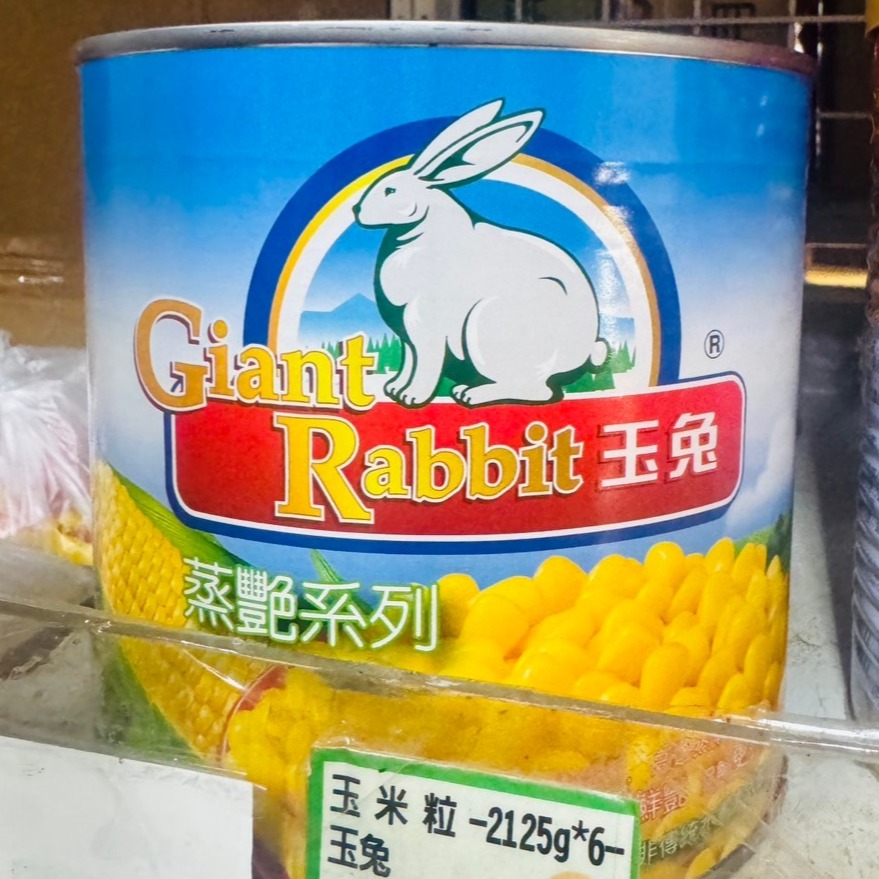 Giant
®
Rabbit 玉兔
蒸艷系列
玉米粒-2125g*6-
玉兔